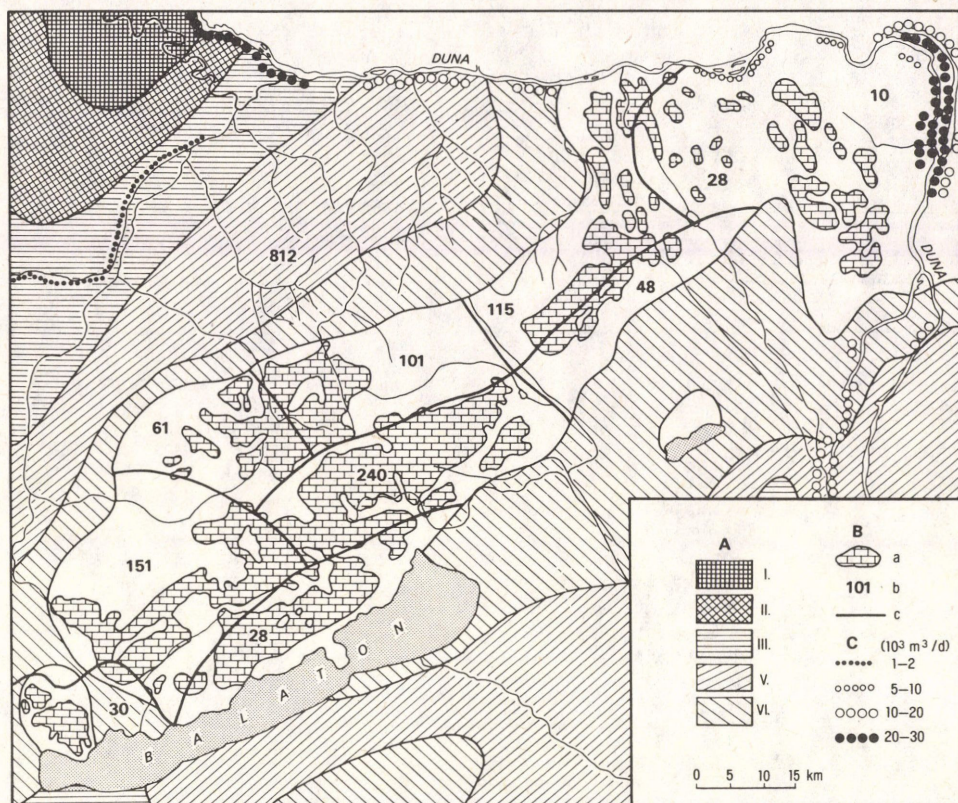 DUNA
10
28
DUNA
812
48
115
101
61
240
151
28
30
BALATON
A
I.
II.
III.
V.
VI.
B
a
101 b
c
C (10³ m³/d)
1–2
5–10
10–20
20–30
0 5 10 15 km